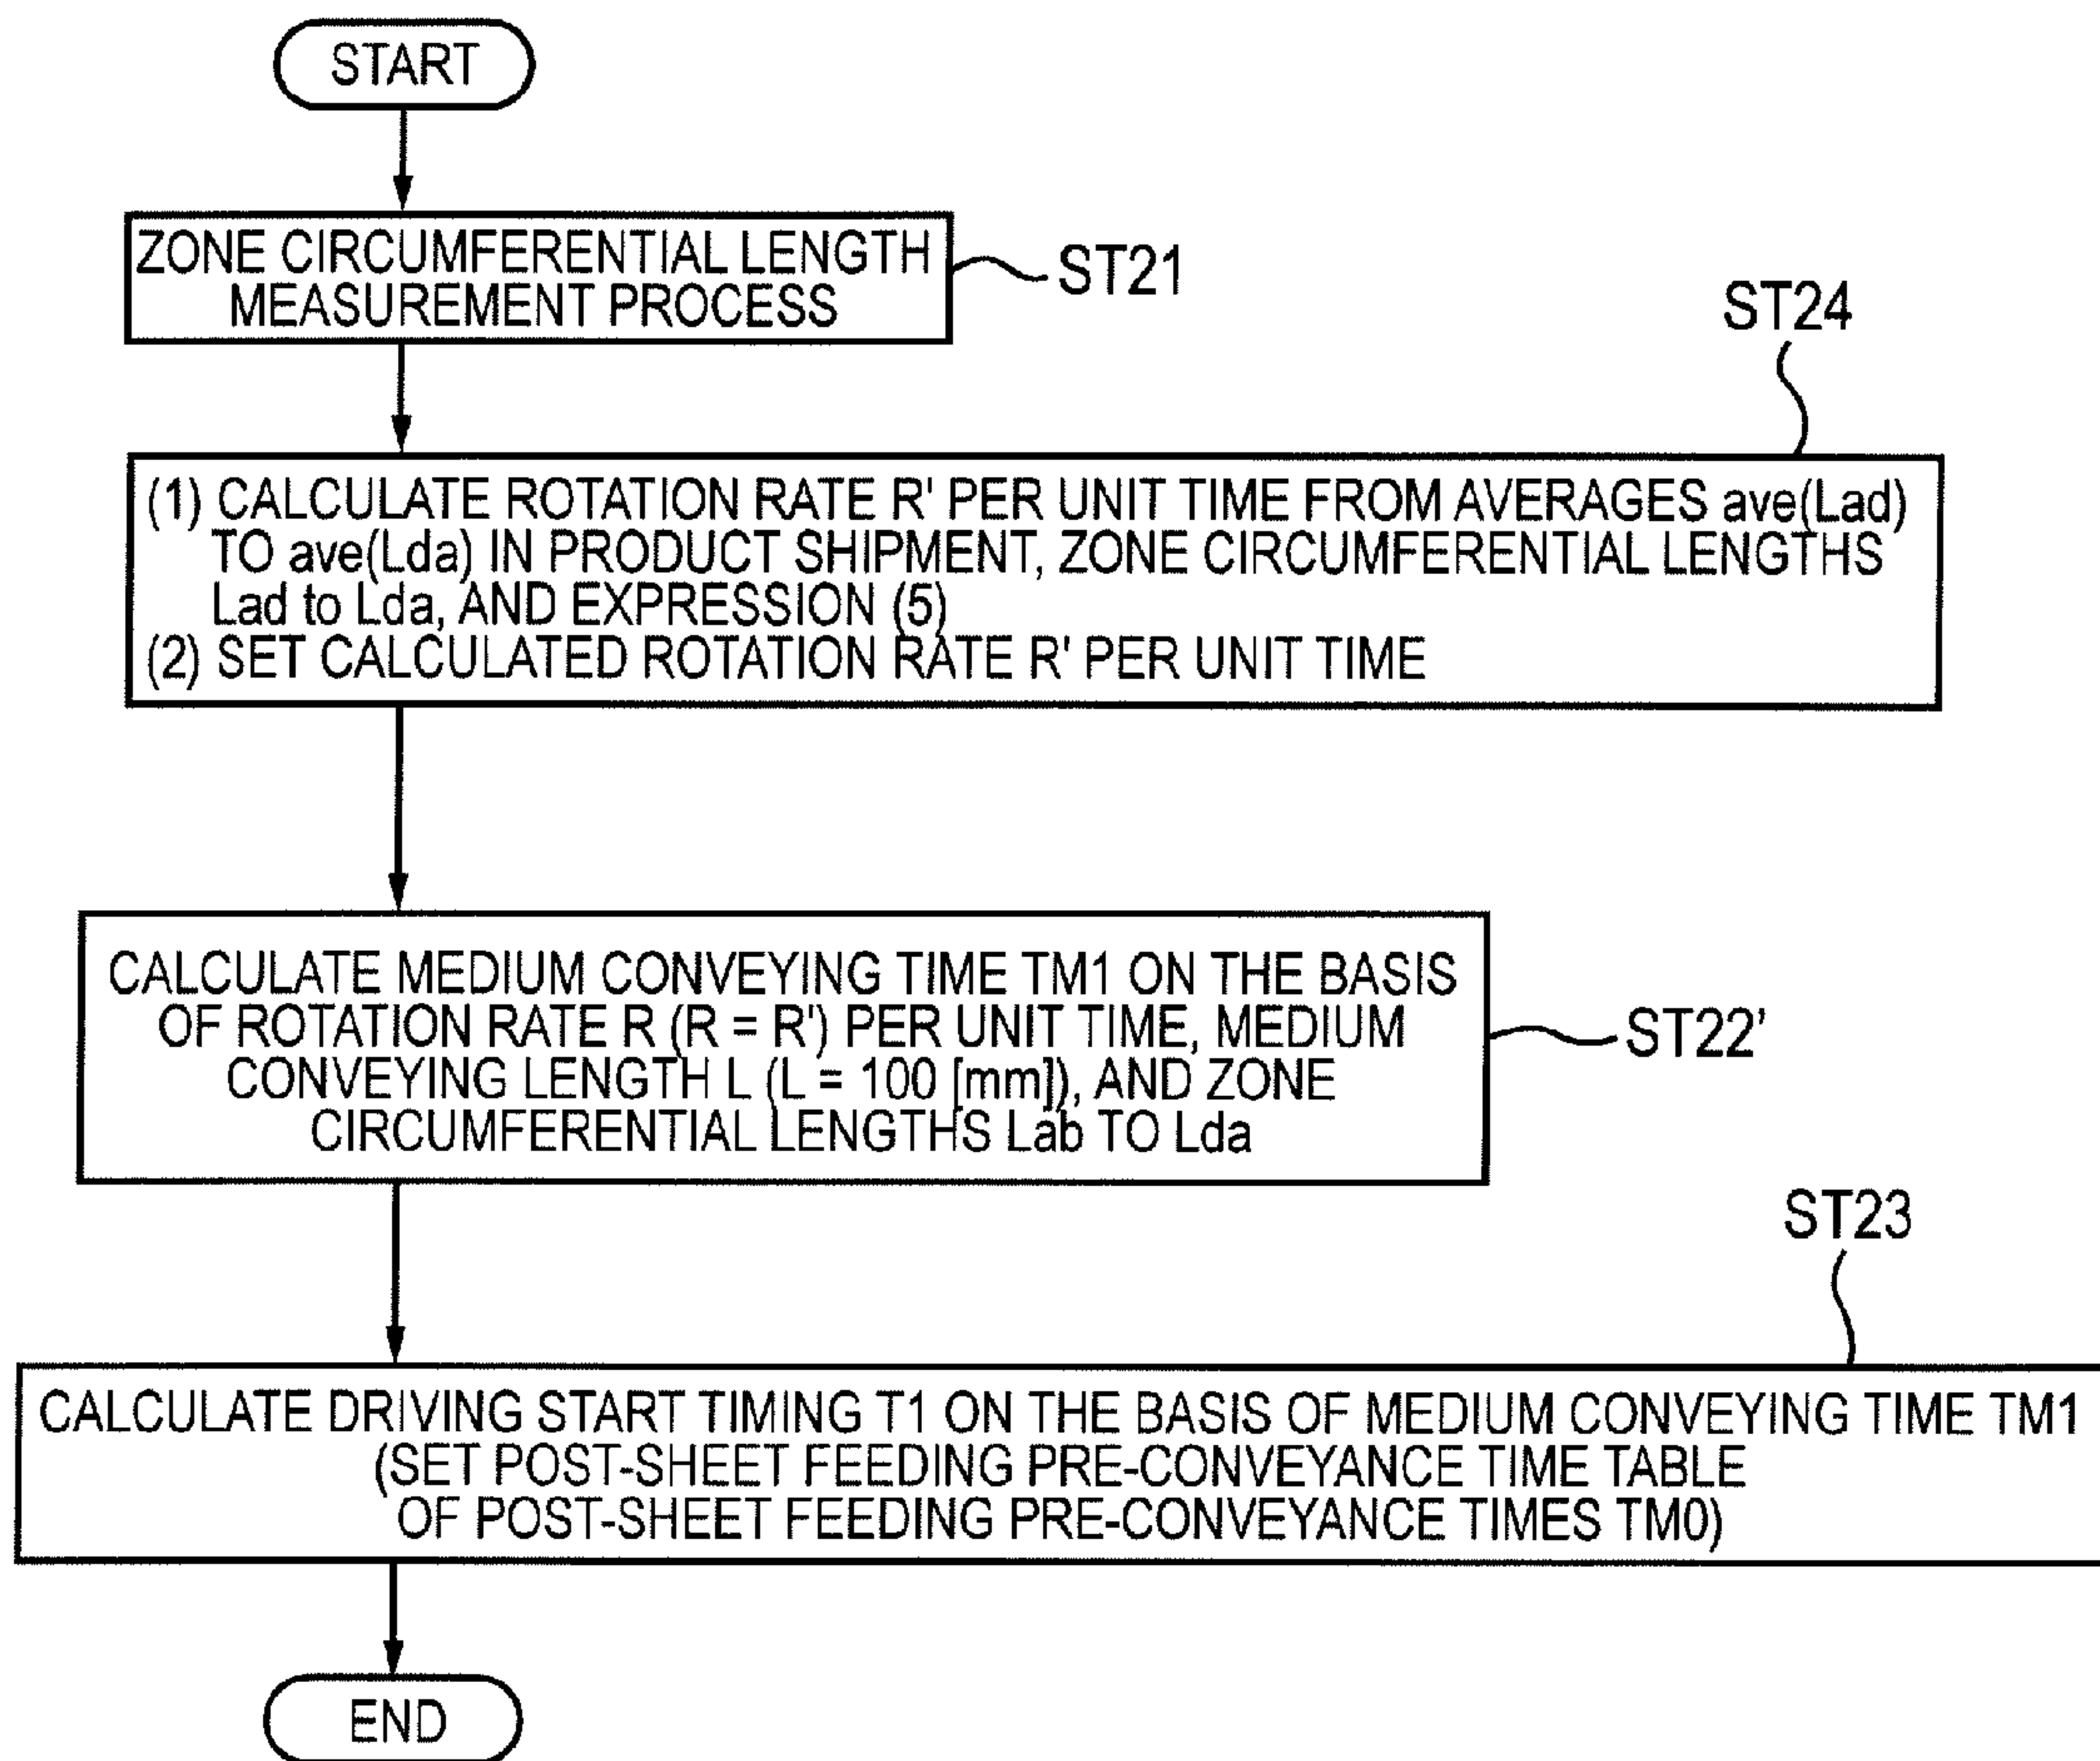 START
ZONE CIRCUMFERENTIAL LENGTH
MEASUREMENT PROCESS
ST21
ST24
(1) CALCULATE ROTATION RATE R' PER UNIT TIME FROM AVERAGES ave(Lad)
TO ave(Lda) IN PRODUCT SHIPMENT, ZONE CIRCUMFERENTIAL LENGTHS
Lad to Lda, AND EXPRESSION (5)
(2) SET CALCULATED ROTATION RATE R' PER UNIT TIME
CALCULATE MEDIUM CONVEYING TIME TM1 ON THE BASIS
OF ROTATION RATE R (R = R') PER UNIT TIME, MEDIUM
CONVEYING LENGTH L (L = 100 [mm]), AND ZONE
CIRCUMFERENTIAL LENGTHS Lab TO Lda
ST22'
ST23
CALCULATE DRIVING START TIMING T1 ON THE BASIS OF MEDIUM CONVEYING TIME TM1
(SET POST-SHEET FEEDING PRE-CONVEYANCE TIME TABLE
OF POST-SHEET FEEDING PRE-CONVEYANCE TIMES TM0)
END